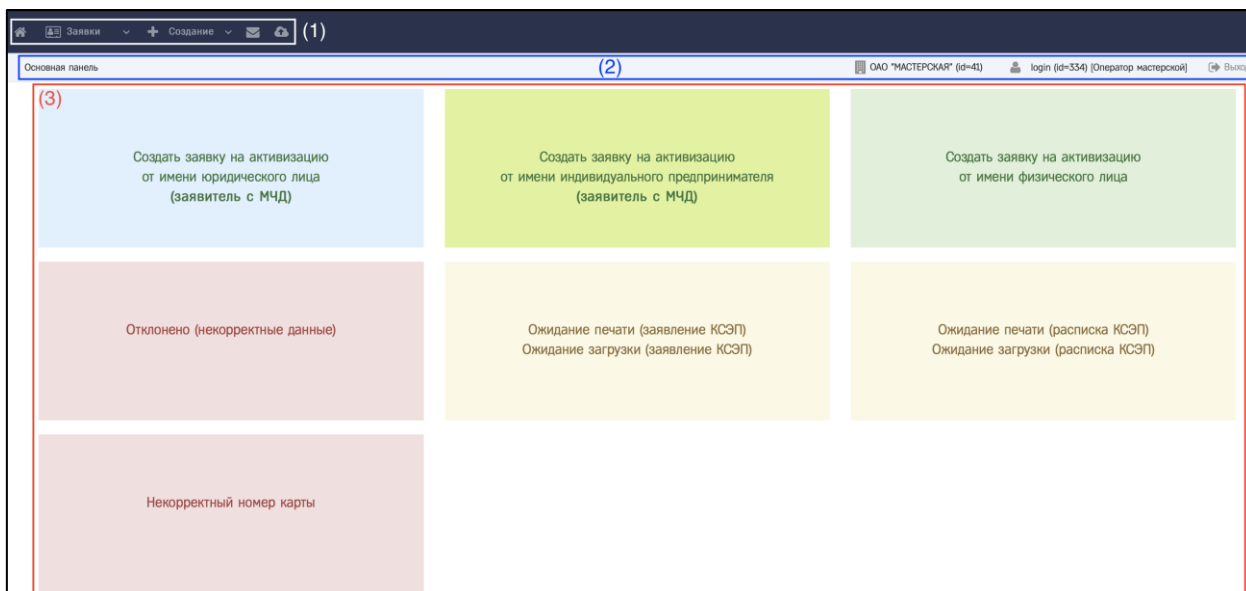 Заявки
Создание
(1)
Основная панель
(2)
ОАО "МАСТЕРСКАЯ" (id=41)
login (id=334) [Оператор мастерской]
Выход
(3)
Создать заявку на активизацию
от имени юридического лица
(заявитель с МЧД)
Создать заявку на активизацию
от имени индивидуального предпринимателя
(заявитель с МЧД)
Создать заявку на активизацию
от имени физического лица
Отклонено (некорректные данные)
Ожидание печати (заявление КСЭП)
Ожидание загрузки (заявление КСЭП)
Ожидание печати (расписка КСЭП)
Ожидание загрузки (расписка КСЭП)
Некорректный номер карты